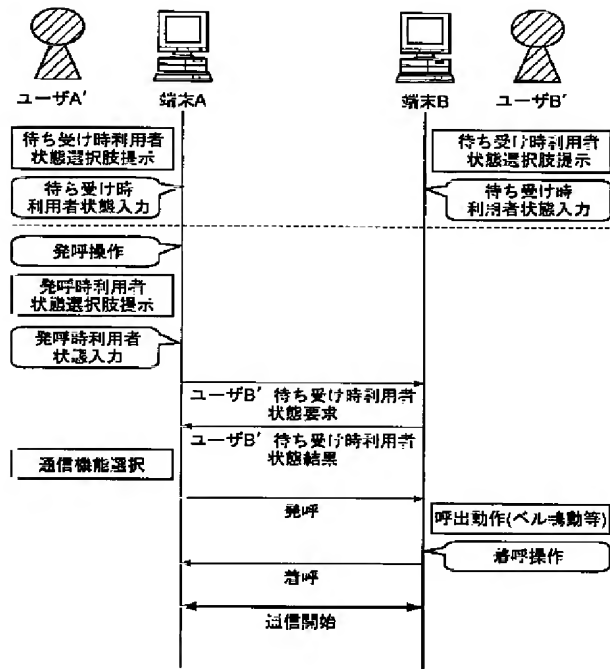 ユーザA′
端末A
端末B
ユーザB′
待ち受け時利用者
状態選択肢提示
待ち受け時利用者
状態選択肢提示
待ち受け時
利用者状態入力
待ち受け時
利用者状態入力
発呼操作
発呼時利用者
状態選択肢提示
発呼時利用者
状態入力
ユーザB′ 待ち受け時利用者
状態要求
ユーザB′ 待ち受け時利用者
状態結果
通信機能選択
発呼
呼出動作(ベル鳴動等)
着呼操作
着呼
通信開始